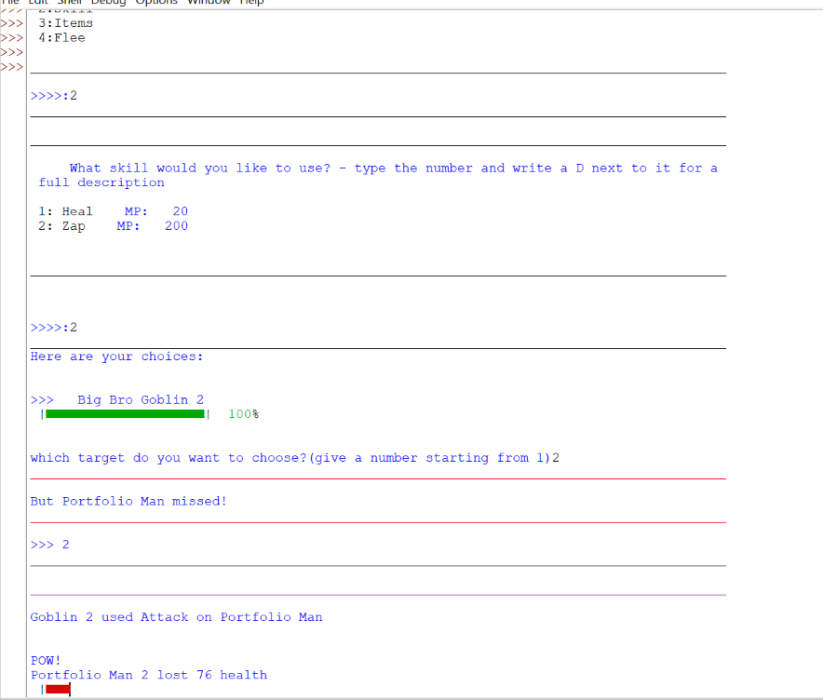 File Edit Shell Debug Options Window Help
>>> 2:Skill
>>> 3:Items
>>> 4:Flee
>>>
>>>
>>>>:2
What skill would you like to use? - type the number and write a D next to it for a
full description
1: Heal MP: 20
2: Zap MP: 200
>>>>:2
Here are your choices:
>>> Big Bro Goblin 2
| | 100%
which target do you want to choose?(give a number starting from 1)2
But Portfolio Man missed!
>>> 2
Goblin 2 used Attack on Portfolio Man
POW!
Portfolio Man 2 lost 76 health
|